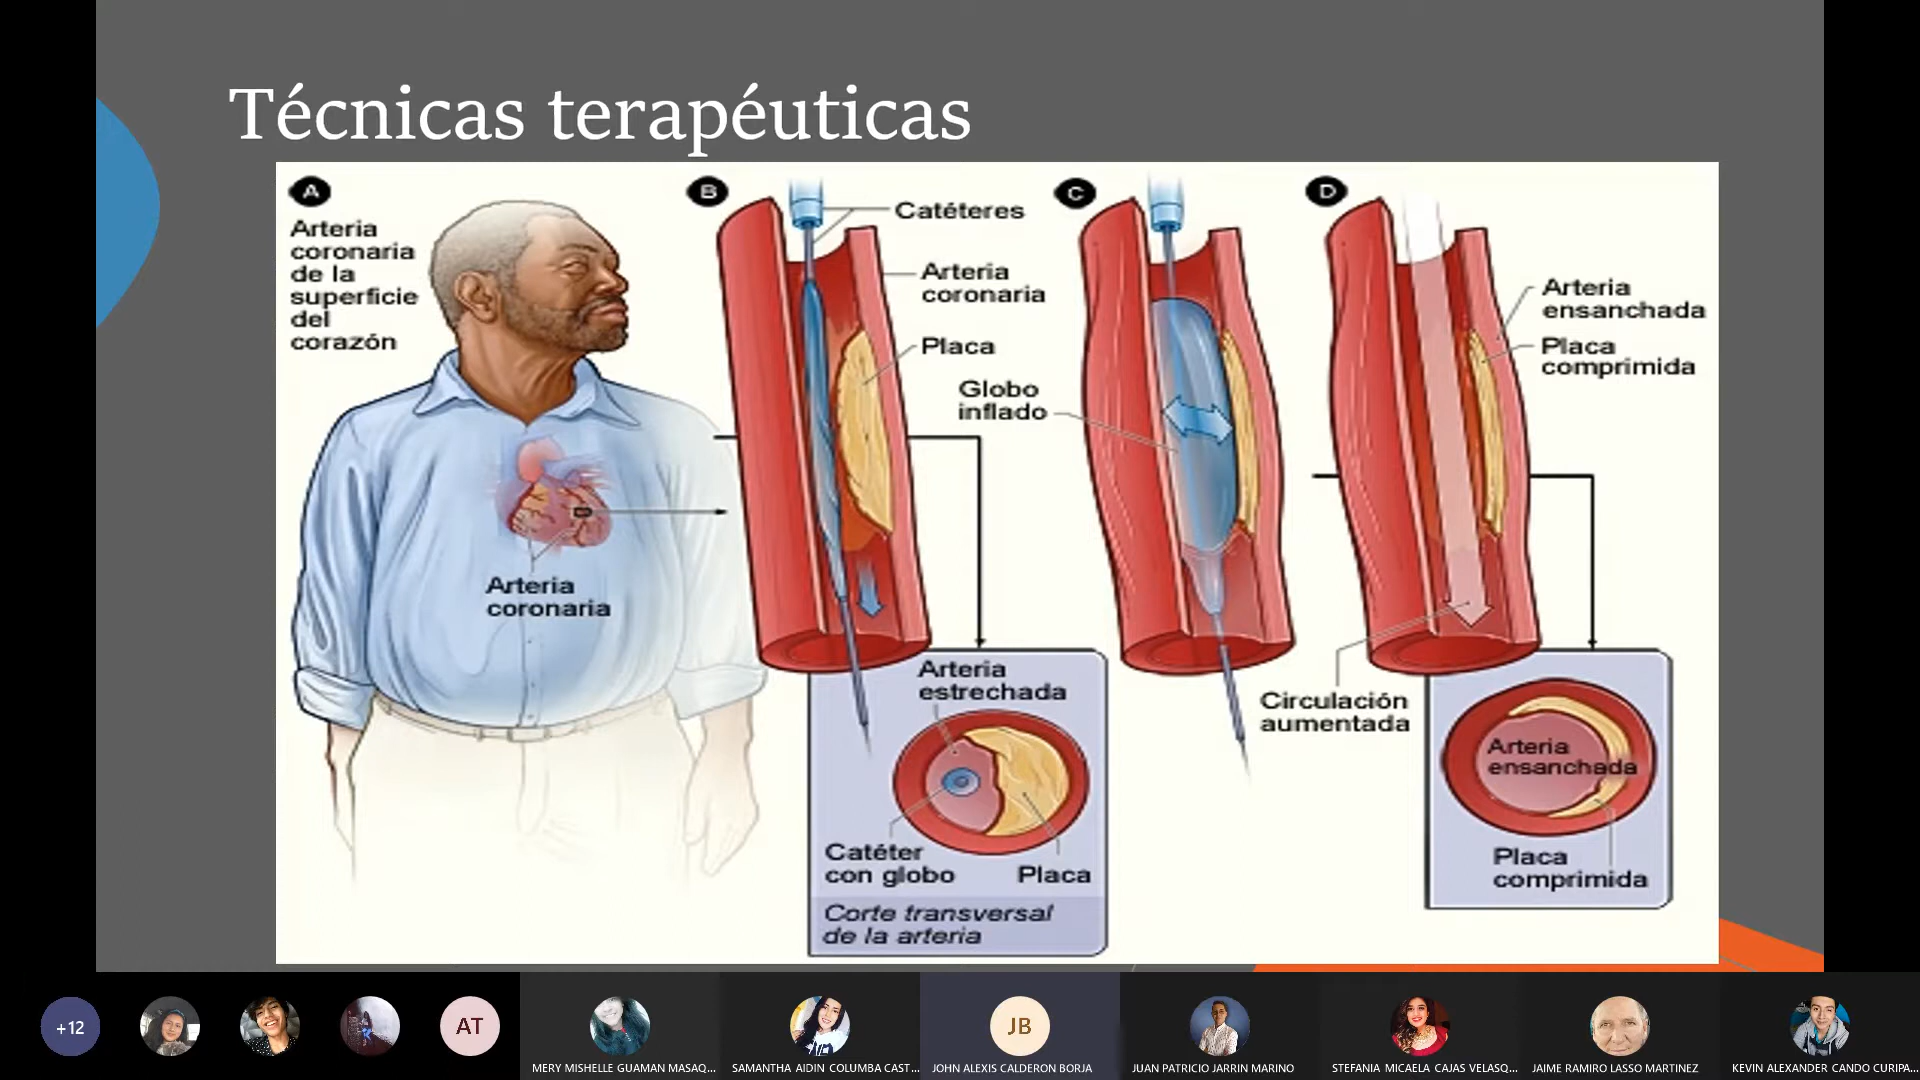 Técnicas terapéuticas
A
Arteria
coronaria
de la
superficie
del
corazón
Arteria
coronaria
B
Catéteres
Arteria
coronaria
Placa
Arteria
estrechada
Catéter
con globo
Placa
Corte transversal
de la arteria
C
Globo
inflado
D
Arteria
ensanchada
Placa
comprimida
Circulación
aumentada
Arteria
ensanchada
Placa
comprimida
+12
AT
MERY MISHELLE GUAMAN MASAQ...
SAMANTHA AIDIN COLUMBA CAST...
JB
JOHN ALEXIS CALDERON BORJA
JUAN PATRICIO JARRIN MARINO
STEFANIA MICAELA CAJAS VELASQ...
JAIME RAMIRO LASSO MARTINEZ
KEVIN ALEXANDER CANDO CURIPA...